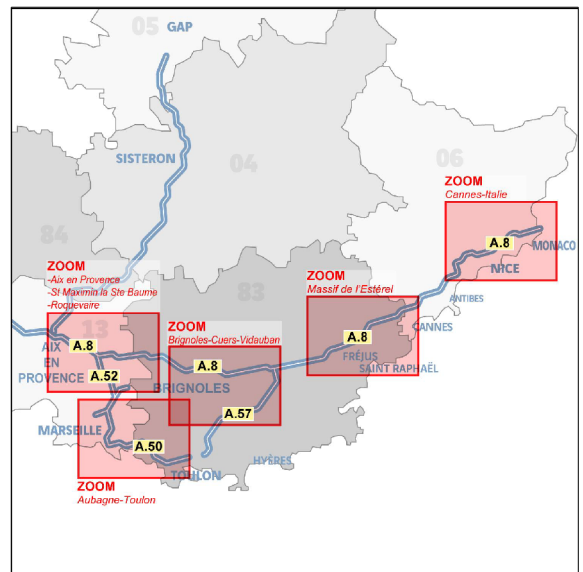 05
GAP
SISTERON
04
06
ZOOM
Cannes-Italie
A.8
MONACO
NICE
84
ZOOM
-Aix en Provence
-St Maximin la Ste Baume
-Roquevaire
83
ZOOM
Massif de l'Estérel
ANTIBES
CANNES
13
A.8
AIX
EN
PROVENCE
A.52
ZOOM
Brignoles-Cuers-Vidauban
A.8
BRIGNOLES
A.57
A.8
FRÉJUS
SAINT RAPHAËL
MARSEILLE
A.50
TOULON
HYÈRES
ZOOM
Aubagne-Toulon